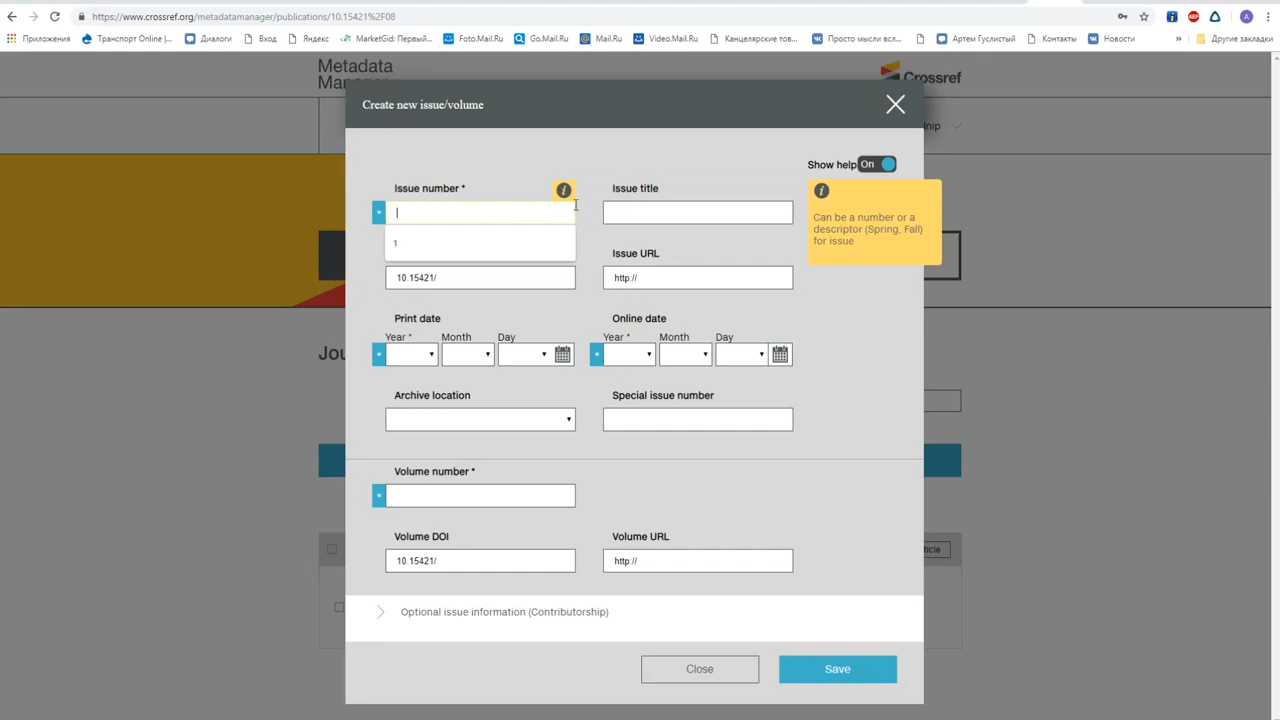 https://www.crossref.org/metadatamanager/publications/10.15421%2F08
A
Приложения Транспорт Online |... Диалоги Вход Яндекс MarketGid: Первый... Foto.Mail.Ru Go.Mail.Ru Mail.Ru Video.Mail.Ru Канцелярские тов... Просто мысли всл... Артем Гуслистый Контакты Новости » Другие закладки
Metadata
Crossref
Create new issue/volume
Show help On
Issue number *
Issue title
Can be a number or a
descriptor (Spring, Fall)
for issue
1
Issue URL
10.15421/
http://
Print date
Online date
Year * Month Day
Year * Month Day
Archive location
Special issue number
Volume number *
Volume DOI
Volume URL
10.15421/
http://
Optional issue information (Contributorship)
Close
Save